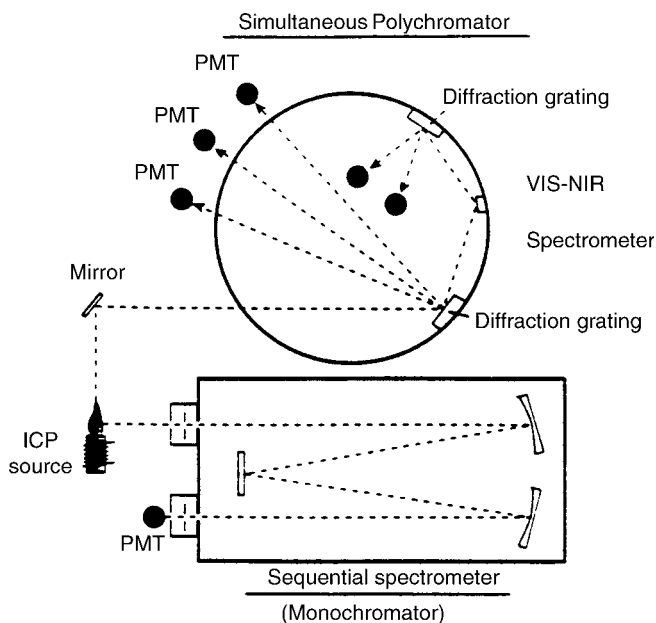 Simultaneous Polychromator
PMT
Diffraction grating
PMT
PMT
VIS-NIR
Spectrometer
Mirror
Diffraction grating
ICP
source
PMT
Sequential spectrometer
(Monochromator)